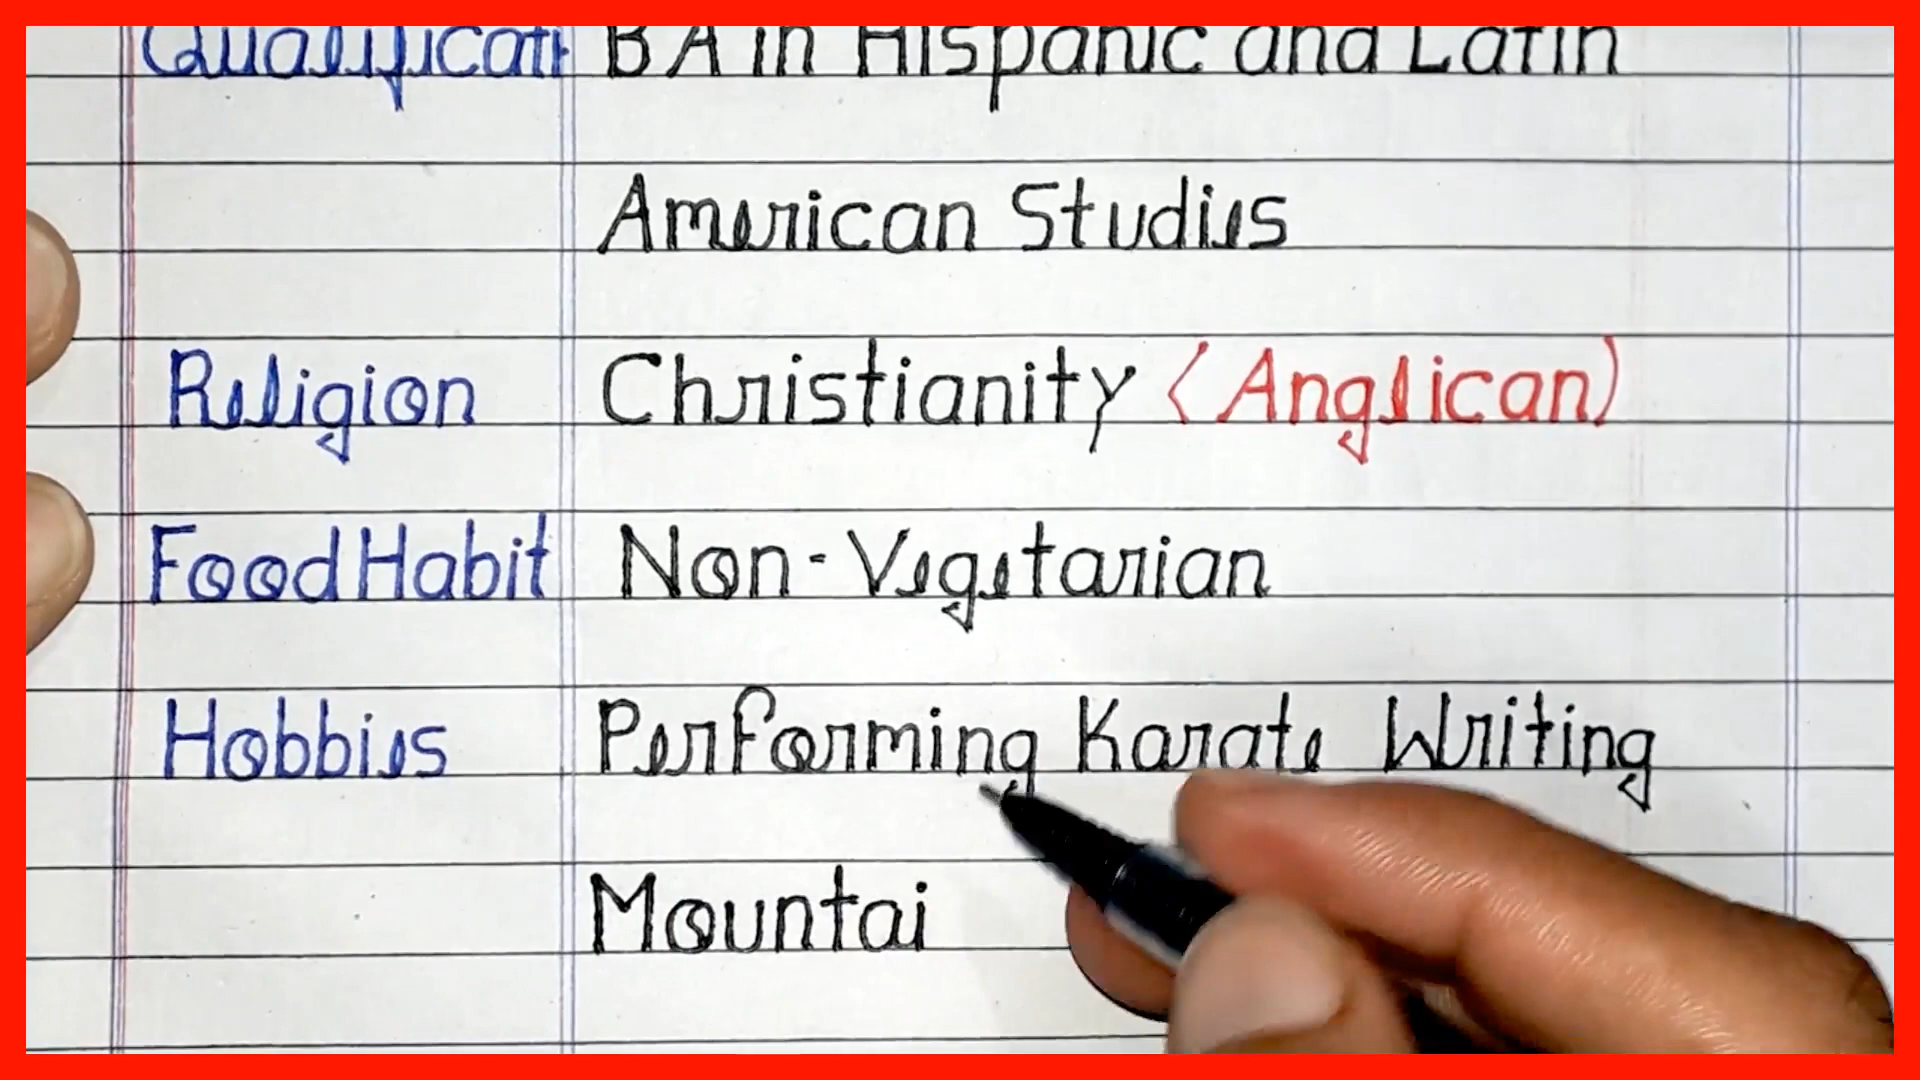 Qualificati BA in Hispanic and Latin
American Studies
Religion Christianity (Anglican)
Food Habit Non-Vegetarian
Hobbies Performing Karate Writing
Mountai